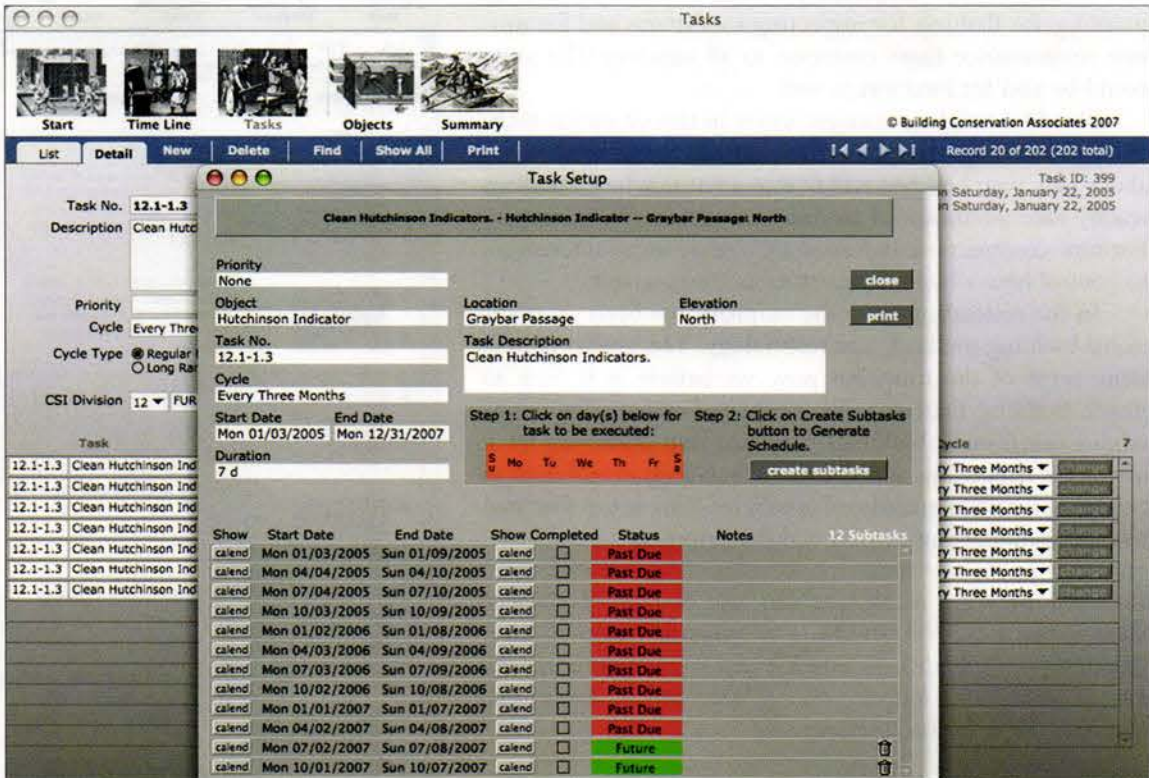 Tasks
Start Time Line Tasks Objects Summary
© Building Conservation Associates 2007
List Detail New Delete Find Show All Print Record 20 of 202 (202 total)
Task ID: 399
on Saturday, January 22, 2005
on Saturday, January 22, 2005
Task No. 12.1-1.3
Description Clean Hutc
Priority
Cycle Every Three
Cycle Type Regular
Long Ran
CSI Division 12 FUR
Task
12.1-1.3 Clean Hutchinson Ind
12.1-1.3 Clean Hutchinson Ind
12.1-1.3 Clean Hutchinson Ind
12.1-1.3 Clean Hutchinson Ind
12.1-1.3 Clean Hutchinson Ind
12.1-1.3 Clean Hutchinson Ind
12.1-1.3 Clean Hutchinson Ind
Task Setup
Clean Hutchinson Indicators. - Hutchinson Indicator -- Graybar Passage: North
Priority
None
close
Object Location Elevation
Hutchinson Indicator Graybar Passage North
print
Task No. Task Description
12.1-1.3 Clean Hutchinson Indicators.
Cycle
Every Three Months
Start Date End Date
Mon 01/03/2005 Mon 12/31/2007
Duration
7 d
Step 1: Click on day(s) below for
task to be executed:
Su Mo Tu We Th Fr Sa
Step 2: Click on Create Subtasks
button to Generate
Schedule.
create subtasks
Show Start Date End Date Show Completed Status Notes 12 Subtasks
calend Mon 01/03/2005 Sun 01/09/2005 calend Past Due
calend Mon 04/04/2005 Sun 04/10/2005 calend Past Due
calend Mon 07/04/2005 Sun 07/10/2005 calend Past Due
calend Mon 10/03/2005 Sun 10/09/2005 calend Past Due
calend Mon 01/02/2006 Sun 01/08/2006 calend Past Due
calend Mon 04/03/2006 Sun 04/09/2006 calend Past Due
calend Mon 07/03/2006 Sun 07/09/2006 calend Past Due
calend Mon 10/02/2006 Sun 10/08/2006 calend Past Due
calend Mon 01/01/2007 Sun 01/07/2007 calend Past Due
calend Mon 04/02/2007 Sun 04/08/2007 calend Past Due
calend Mon 07/02/2007 Sun 07/08/2007 calend Future
calend Mon 10/01/2007 Sun 10/07/2007 calend Future
Cycle 7
ry Three Months change
ry Three Months change
ry Three Months change
ry Three Months change
ry Three Months change
ry Three Months change
ry Three Months change